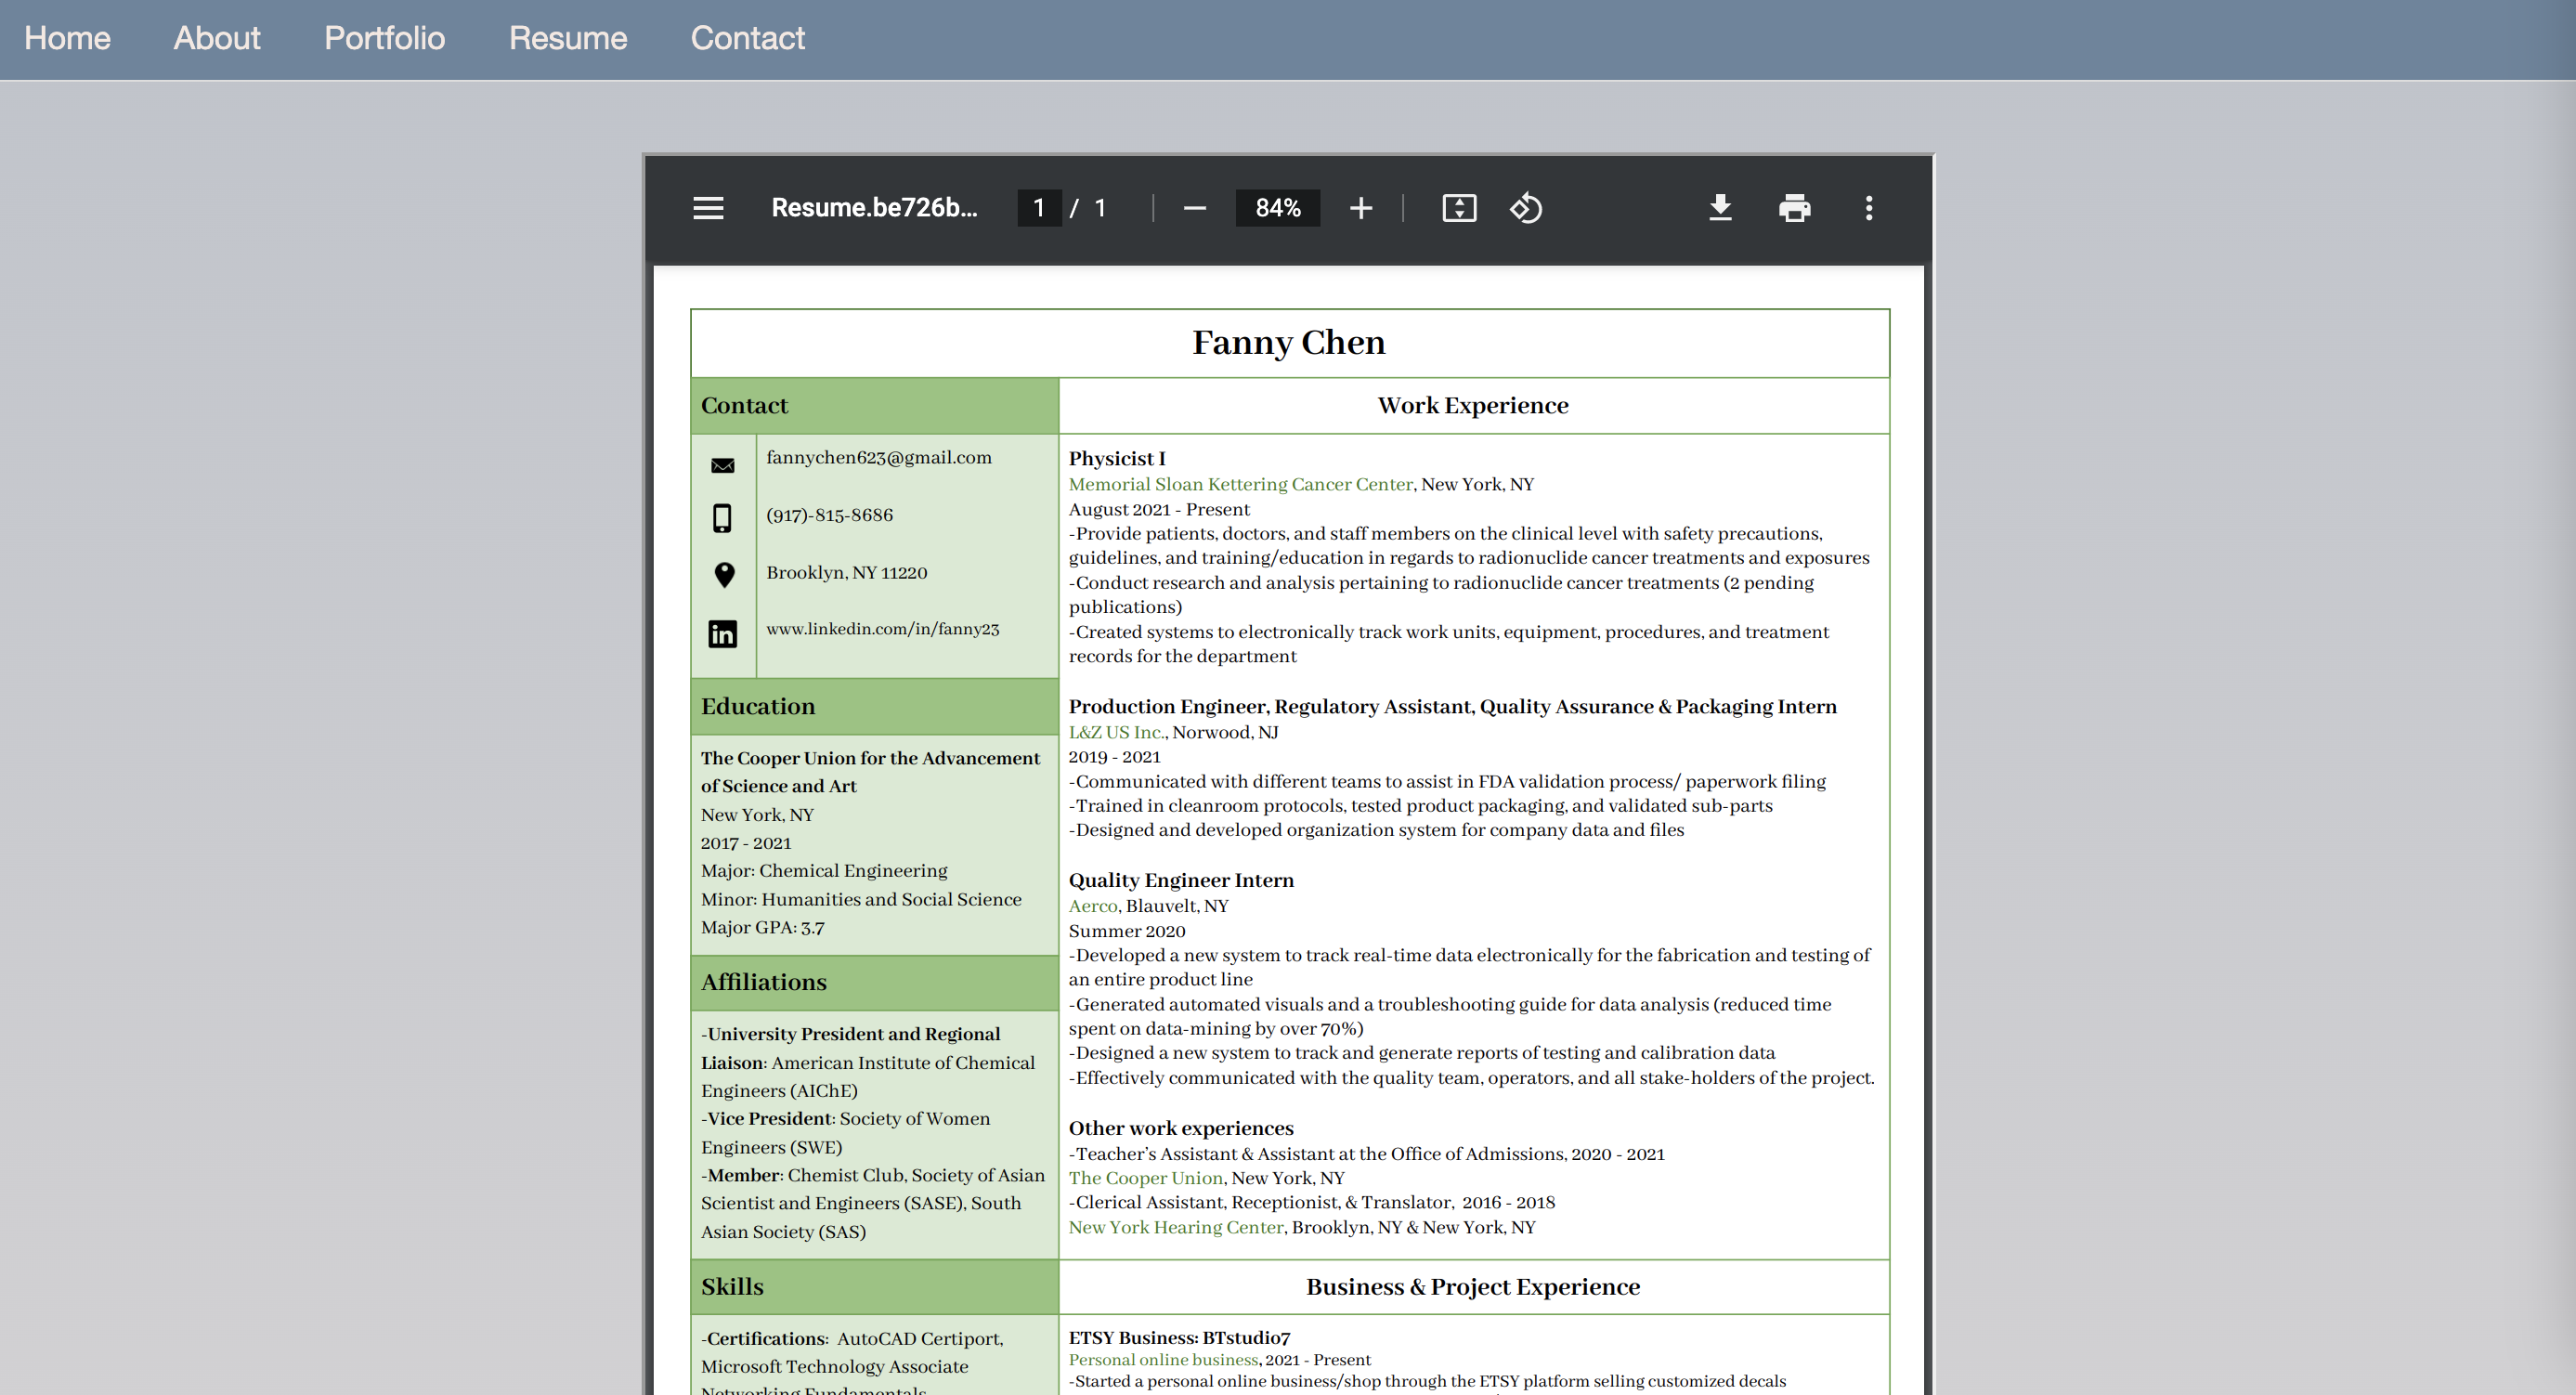 Home About Portfolio Resume Contact
Resume.be726b... 1 / 1 84%
Fanny Chen
Contact
fannychen623@gmail.com
(917)-815-8686
Brooklyn, NY 11220
www.linkedin.com/in/fanny23
Education
The Cooper Union for the Advancement
of Science and Art
New York, NY
2017 - 2021
Major: Chemical Engineering
Minor: Humanities and Social Science
Major GPA: 3.7
Affiliations
-University President and Regional
Liaison: American Institute of Chemical
Engineers (AIChE)
-Vice President: Society of Women
Engineers (SWE)
-Member: Chemist Club, Society of Asian
Scientist and Engineers (SASE), South
Asian Society (SAS)
Skills
-Certifications: AutoCAD Certiport,
Microsoft Technology Associate
Networking Fundamentals
Work Experience
Physicist I
Memorial Sloan Kettering Cancer Center, New York, NY
August 2021 - Present
-Provide patients, doctors, and staff members on the clinical level with safety precautions,
guidelines, and training/education in regards to radionuclide cancer treatments and exposures
-Conduct research and analysis pertaining to radionuclide cancer treatments (2 pending
publications)
-Created systems to electronically track work units, equipment, procedures, and treatment
records for the department
Production Engineer, Regulatory Assistant, Quality Assurance & Packaging Intern
L&Z US Inc., Norwood, NJ
2019 - 2021
-Communicated with different teams to assist in FDA validation process/ paperwork filing
-Trained in cleanroom protocols, tested product packaging, and validated sub-parts
-Designed and developed organization system for company data and files
Quality Engineer Intern
Aerco, Blauvelt, NY
Summer 2020
-Developed a new system to track real-time data electronically for the fabrication and testing of
an entire product line
-Generated automated visuals and a troubleshooting guide for data analysis (reduced time
spent on data-mining by over 70%)
-Designed a new system to track and generate reports of testing and calibration data
-Effectively communicated with the quality team, operators, and all stake-holders of the project.
Other work experiences
-Teacher's Assistant & Assistant at the Office of Admissions, 2020 - 2021
The Cooper Union, New York, NY
-Clerical Assistant, Receptionist, & Translator, 2016 - 2018
New York Hearing Center, Brooklyn, NY & New York, NY
Business & Project Experience
ETSY Business: BTstudio7
Personal online business, 2021 - Present
-Started a personal online business/shop through the ETSY platform selling customized decals